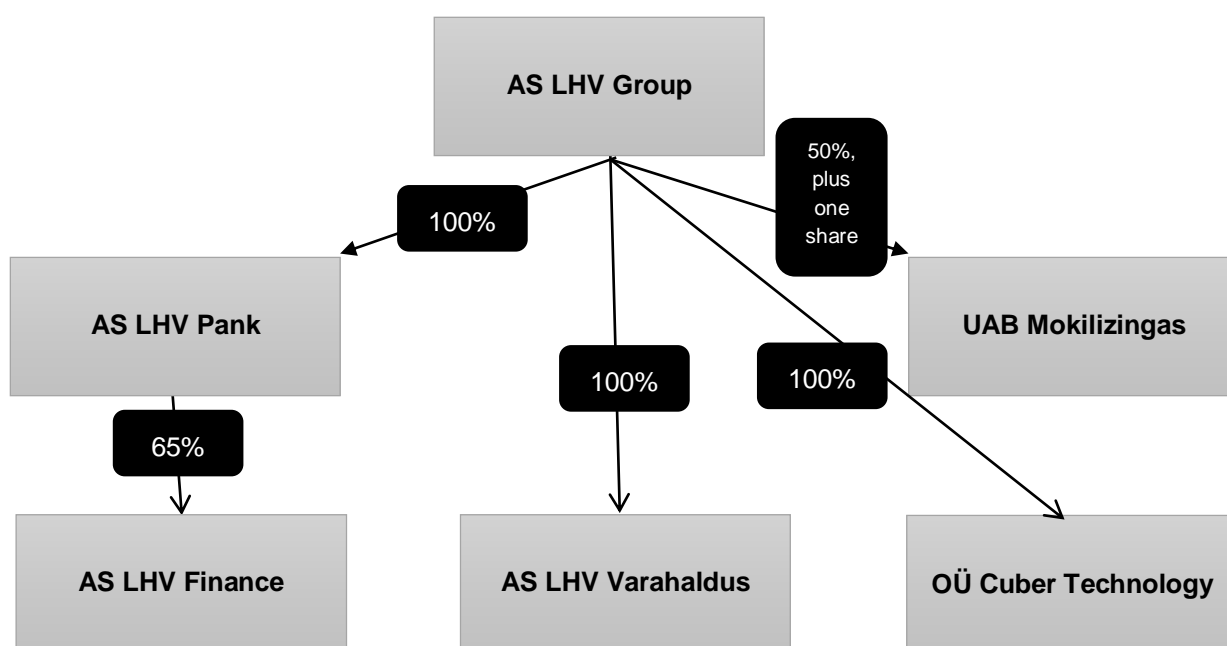 AS LHV Group
50%,
plus
one
share
100%
AS LHV Pank
UAB Mokilizingas
100%
100%
65%
AS LHV Finance
AS LHV Varahaldus
OÜ Cuber Technology